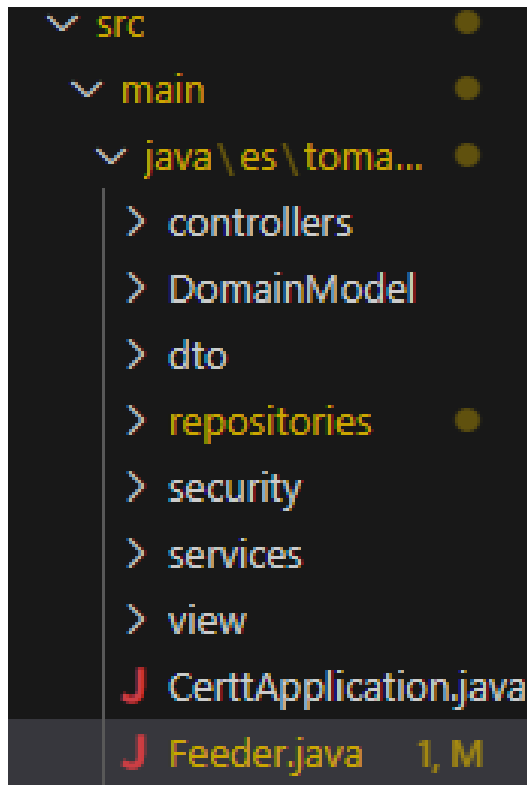 src
main
java\es\toma...
controllers
DomainModel
dto
repositories
security
services
view
CerttApplication.java
Feeder.java 1, M